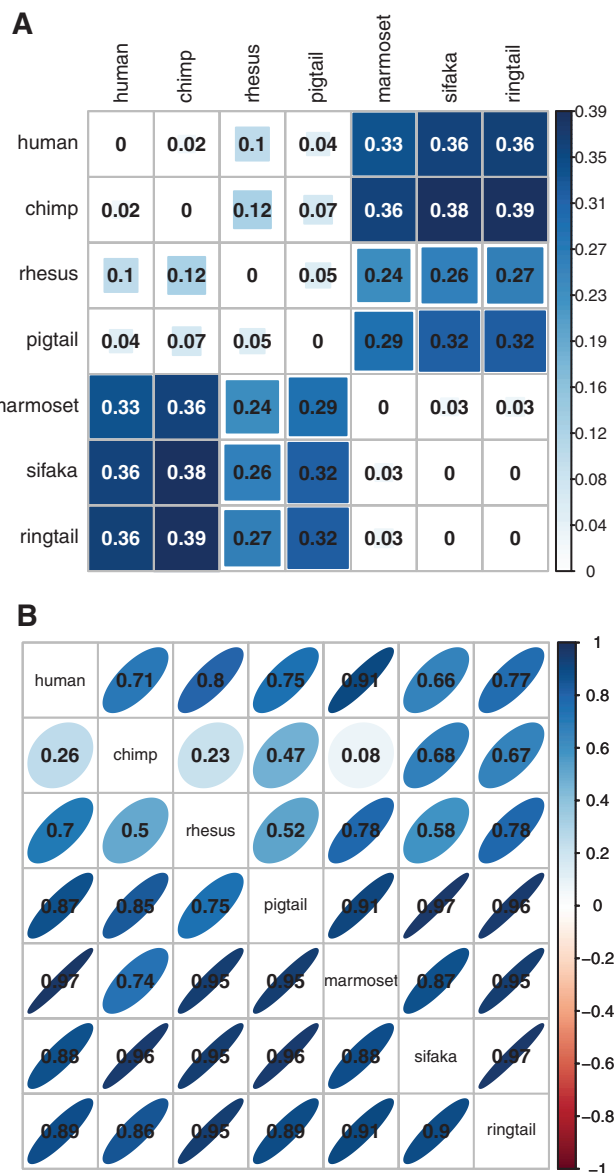 A
human chimp rhesus pigtail marmoset sifaka ringtail
human 0 0.02 0.1 0.04 0.33 0.36 0.36
chimp 0.02 0 0.12 0.07 0.36 0.38 0.39
rhesus 0.1 0.12 0 0.05 0.24 0.26 0.27
pigtail 0.04 0.07 0.05 0 0.29 0.32 0.32
marmoset 0.33 0.36 0.24 0.29 0 0.03 0.03
sifaka 0.36 0.38 0.26 0.32 0.03 0 0
ringtail 0.36 0.39 0.27 0.32 0.03 0 0
0.39
0.35
0.31
0.27
0.23
0.19
0.16
0.12
0.08
0.04
0
B
human 0.71 0.8 0.75 0.91 0.66 0.77
0.26 chimp 0.23 0.47 0.08 0.68 0.67
0.7 0.5 rhesus 0.52 0.78 0.58 0.78
0.87 0.85 0.75 pigtail 0.91 0.97 0.96
0.97 0.74 0.95 0.95 marmoset 0.87 0.95
0.88 0.96 0.95 0.96 0.88 sifaka 0.97
0.89 0.86 0.95 0.89 0.91 0.9 ringtail
1
0.8
0.6
0.4
0.2
0
−0.2
−0.4
−0.6
−0.8
−1